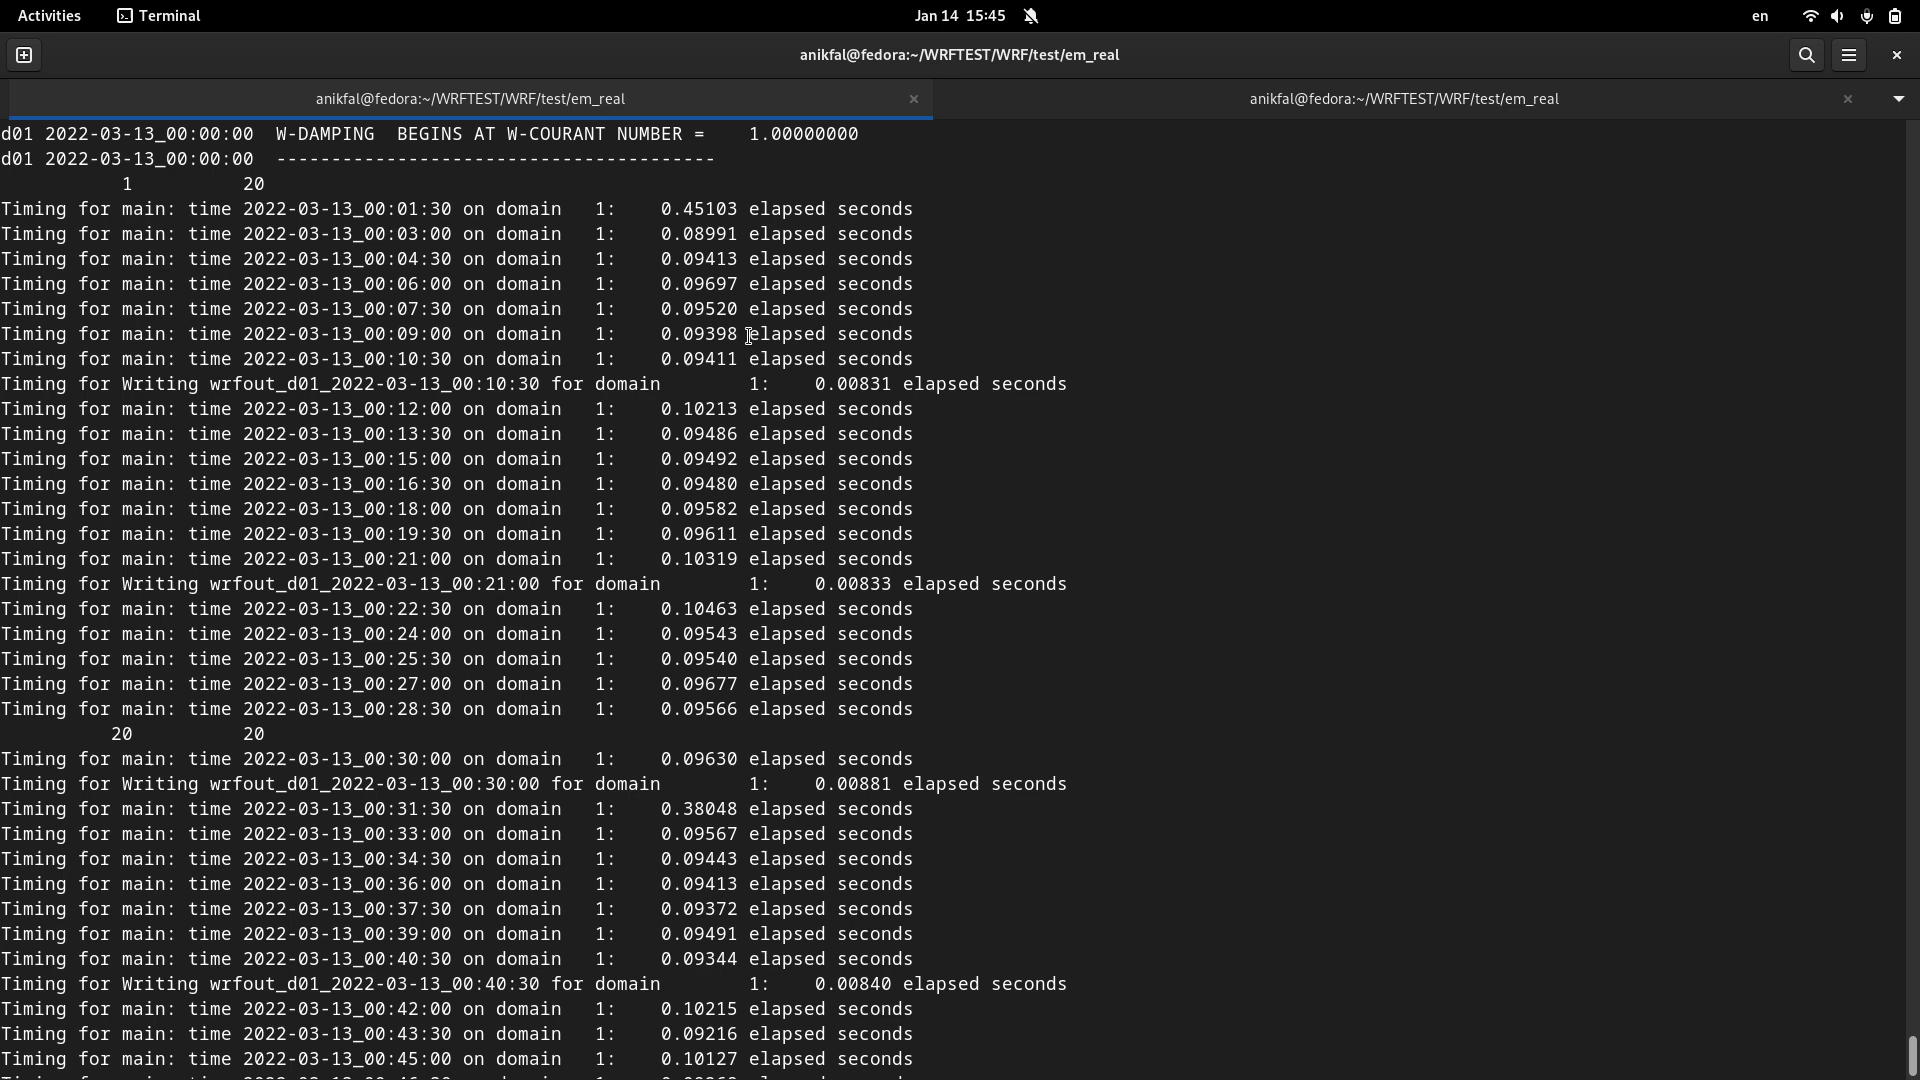 Activities Terminal Jan 14 15:45 en
anikfal@fedora:~/WRFTEST/WRF/test/em_real
anikfal@fedora:~/WRFTEST/WRF/test/em_real anikfal@fedora:~/WRFTEST/WRF/test/em_real
d01 2022-03-13_00:00:00  W-DAMPING  BEGINS AT W-COURANT NUMBER =    1.00000000
d01 2022-03-13_00:00:00  ----------------------------------------
           1          20
Timing for main: time 2022-03-13_00:01:30 on domain   1:    0.45103 elapsed seconds
Timing for main: time 2022-03-13_00:03:00 on domain   1:    0.08991 elapsed seconds
Timing for main: time 2022-03-13_00:04:30 on domain   1:    0.09413 elapsed seconds
Timing for main: time 2022-03-13_00:06:00 on domain   1:    0.09697 elapsed seconds
Timing for main: time 2022-03-13_00:07:30 on domain   1:    0.09520 elapsed seconds
Timing for main: time 2022-03-13_00:09:00 on domain   1:    0.09398 elapsed seconds
Timing for main: time 2022-03-13_00:10:30 on domain   1:    0.09411 elapsed seconds
Timing for Writing wrfout_d01_2022-03-13_00:10:30 for domain        1:    0.00831 elapsed seconds
Timing for main: time 2022-03-13_00:12:00 on domain   1:    0.10213 elapsed seconds
Timing for main: time 2022-03-13_00:13:30 on domain   1:    0.09486 elapsed seconds
Timing for main: time 2022-03-13_00:15:00 on domain   1:    0.09492 elapsed seconds
Timing for main: time 2022-03-13_00:16:30 on domain   1:    0.09480 elapsed seconds
Timing for main: time 2022-03-13_00:18:00 on domain   1:    0.09582 elapsed seconds
Timing for main: time 2022-03-13_00:19:30 on domain   1:    0.09611 elapsed seconds
Timing for main: time 2022-03-13_00:21:00 on domain   1:    0.10319 elapsed seconds
Timing for Writing wrfout_d01_2022-03-13_00:21:00 for domain        1:    0.00833 elapsed seconds
Timing for main: time 2022-03-13_00:22:30 on domain   1:    0.10463 elapsed seconds
Timing for main: time 2022-03-13_00:24:00 on domain   1:    0.09543 elapsed seconds
Timing for main: time 2022-03-13_00:25:30 on domain   1:    0.09540 elapsed seconds
Timing for main: time 2022-03-13_00:27:00 on domain   1:    0.09677 elapsed seconds
Timing for main: time 2022-03-13_00:28:30 on domain   1:    0.09566 elapsed seconds
          20          20
Timing for main: time 2022-03-13_00:30:00 on domain   1:    0.09630 elapsed seconds
Timing for Writing wrfout_d01_2022-03-13_00:30:00 for domain        1:    0.00881 elapsed seconds
Timing for main: time 2022-03-13_00:31:30 on domain   1:    0.38048 elapsed seconds
Timing for main: time 2022-03-13_00:33:00 on domain   1:    0.09567 elapsed seconds
Timing for main: time 2022-03-13_00:34:30 on domain   1:    0.09443 elapsed seconds
Timing for main: time 2022-03-13_00:36:00 on domain   1:    0.09413 elapsed seconds
Timing for main: time 2022-03-13_00:37:30 on domain   1:    0.09372 elapsed seconds
Timing for main: time 2022-03-13_00:39:00 on domain   1:    0.09491 elapsed seconds
Timing for main: time 2022-03-13_00:40:30 on domain   1:    0.09344 elapsed seconds
Timing for Writing wrfout_d01_2022-03-13_00:40:30 for domain        1:    0.00840 elapsed seconds
Timing for main: time 2022-03-13_00:42:00 on domain   1:    0.10215 elapsed seconds
Timing for main: time 2022-03-13_00:43:30 on domain   1:    0.09216 elapsed seconds
Timing for main: time 2022-03-13_00:45:00 on domain   1:    0.10127 elapsed seconds